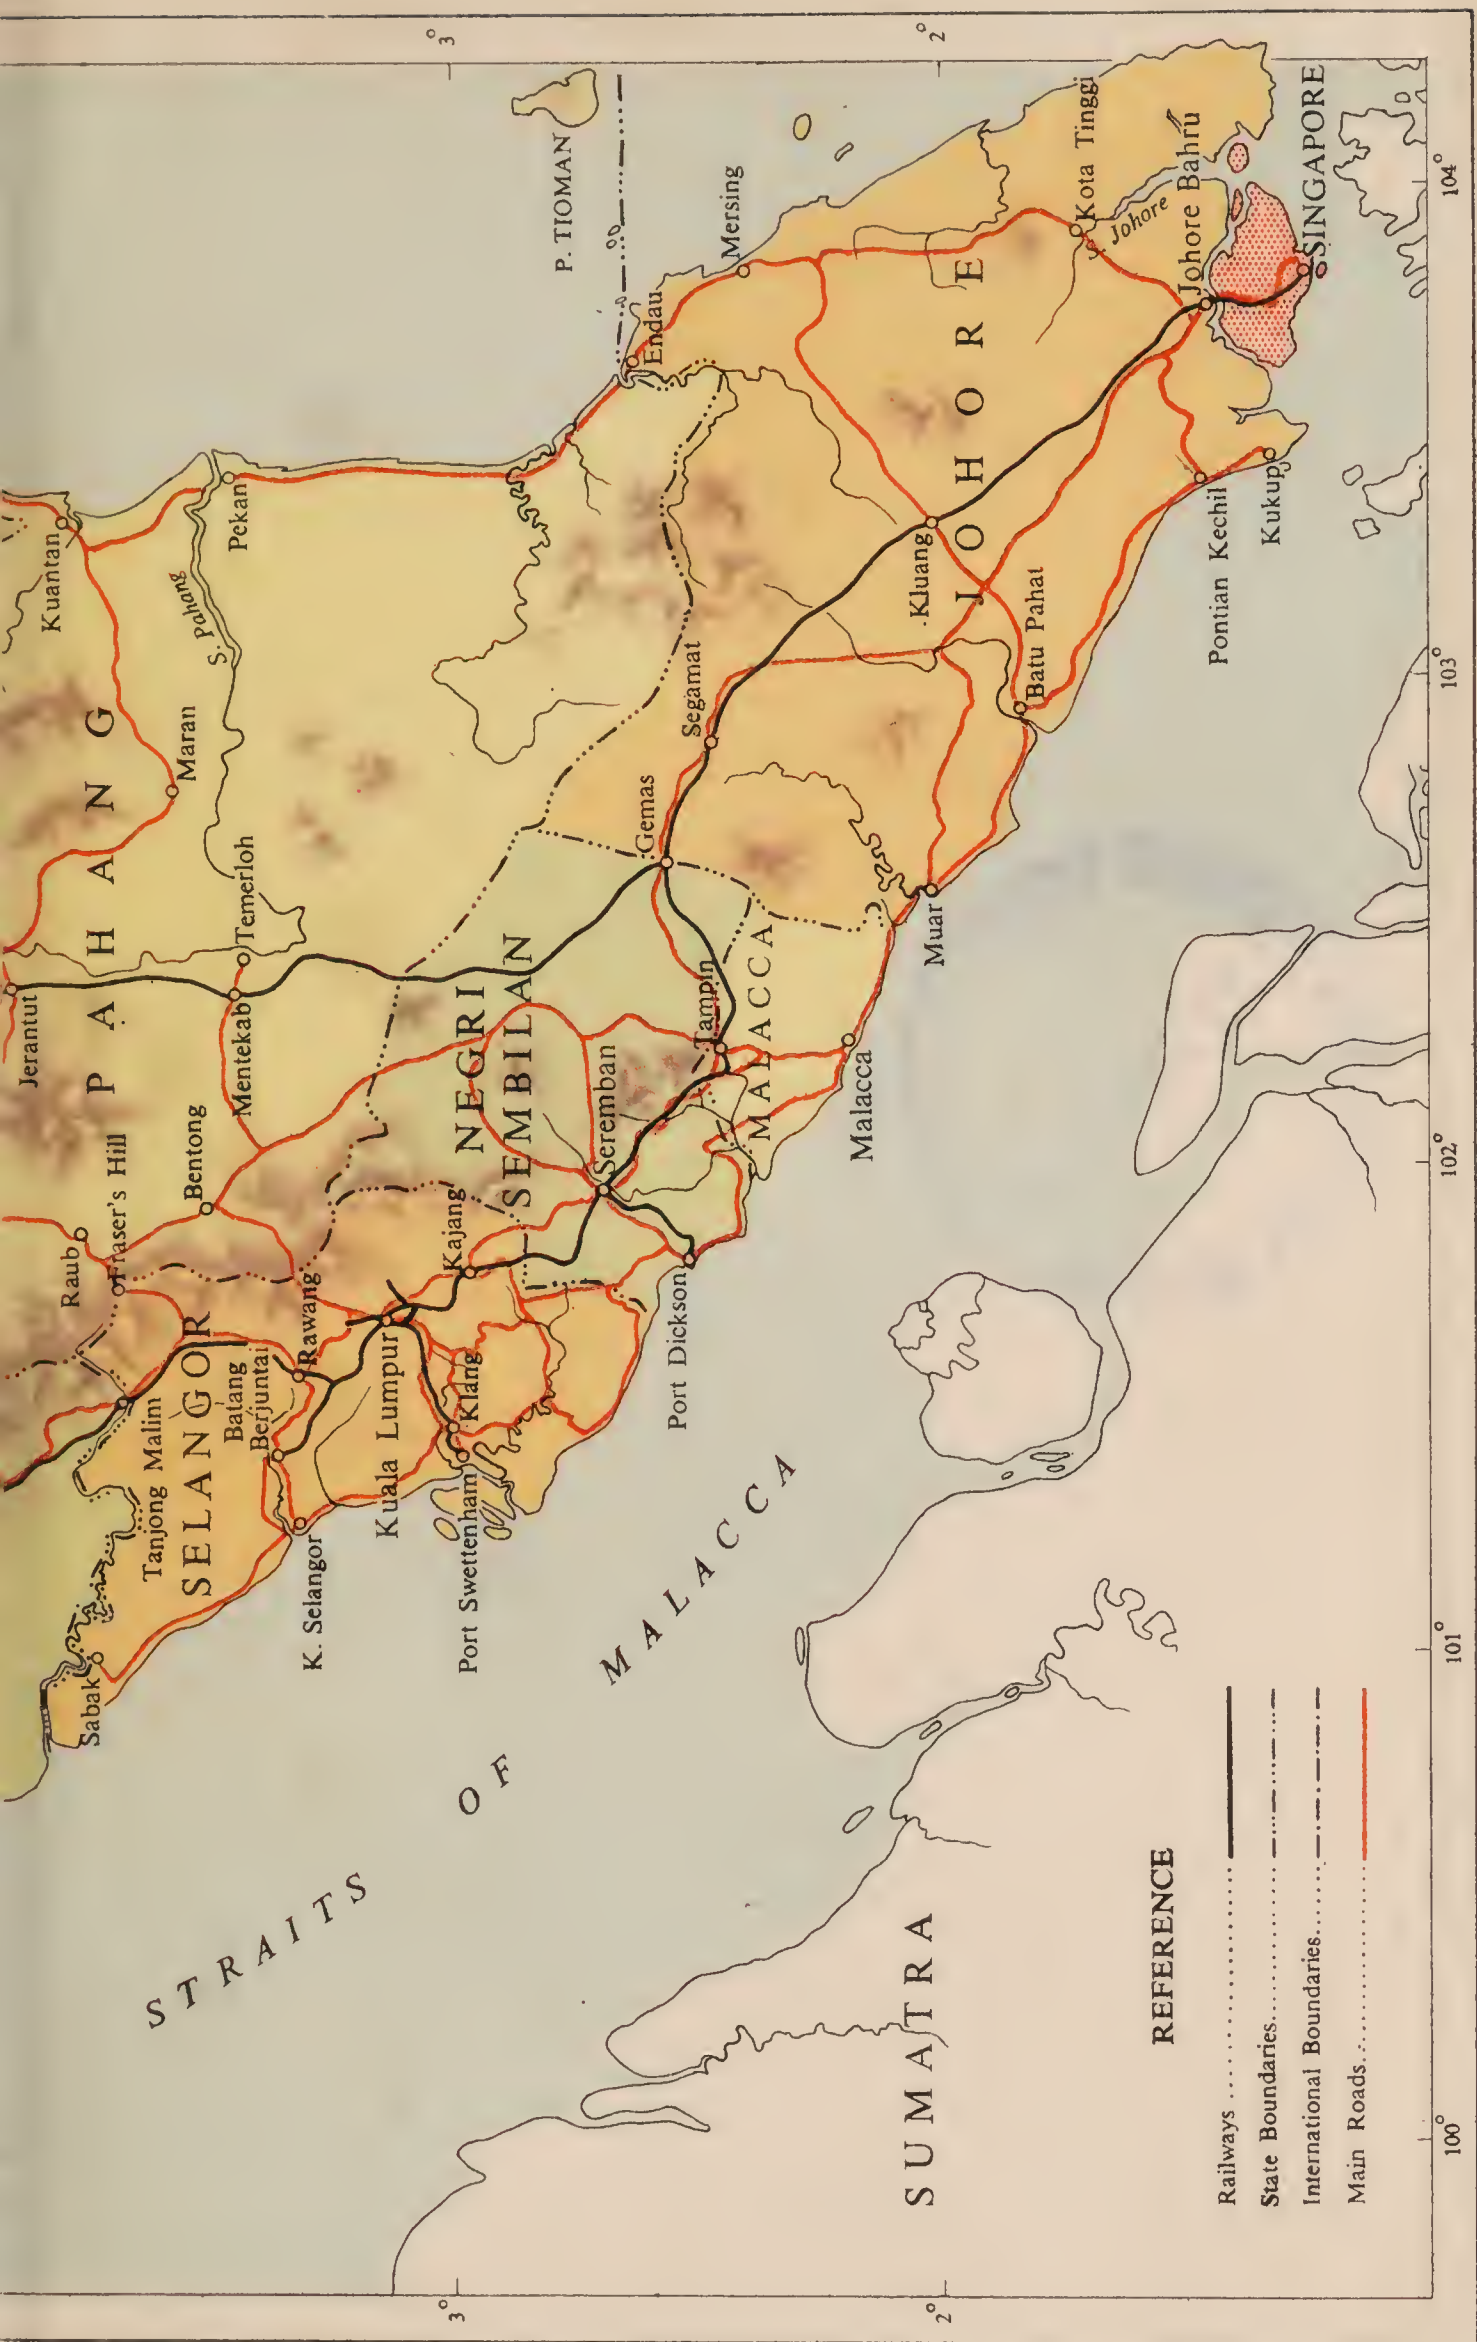 3°
2°
P. TIOMAN
Mersing
Endau
Kota Tinggi
S. Johore
Johore Bahru
SINGAPORE
104°
Kuantan
Pekan
S. Pahang
PAHANG
Maran
Temerloh
Mentekab
Jerantut
Bentong
Fraser's Hill
Raub
JOHORE
Kluang
Batu Pahat
Pontian Kechil
Kukup
103°
Segamat
Gemas
Muar
NEGRI
SEMBILAN
Tampin
MALACCA
Malacca
Seremban
Kajang
Port Dickson
102°
SELANGOR
Rawang
Batang
Berjuntai
Tanjong Malim
Kuala Lumpur
Klang
Port Swettenham
K. Selangor
Sabak
101°
STRAITS OF MALACCA
SUMATRA
REFERENCE
Railways
State Boundaries
International Boundaries
Main Roads
100°
3°
2°